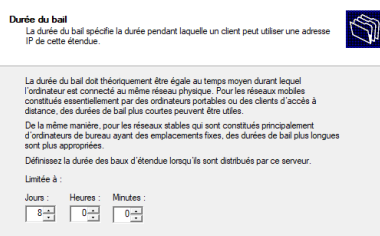 Durée du bail
La durée du bail spécifie la durée pendant laquelle un client peut utiliser une adresse
IP de cette étendue.
La durée du bail doit théoriquement être égale au temps moyen durant lequel
l'ordinateur est connecté au même réseau physique. Pour les réseaux mobiles
constitués essentiellement par des ordinateurs portables ou des clients d'accès à
distance, des durées de bail plus courtes peuvent être utiles.
De la même manière, pour les réseaux stables qui sont constitués principalement
d'ordinateurs de bureau ayant des emplacements fixes, des durées de bail plus longues
sont plus appropriées.
Définissez la durée des baux d'étendue lorsqu'ils sont distribués par ce serveur.
Limitée à :
Jours : Heures : Minutes :
8 0 0